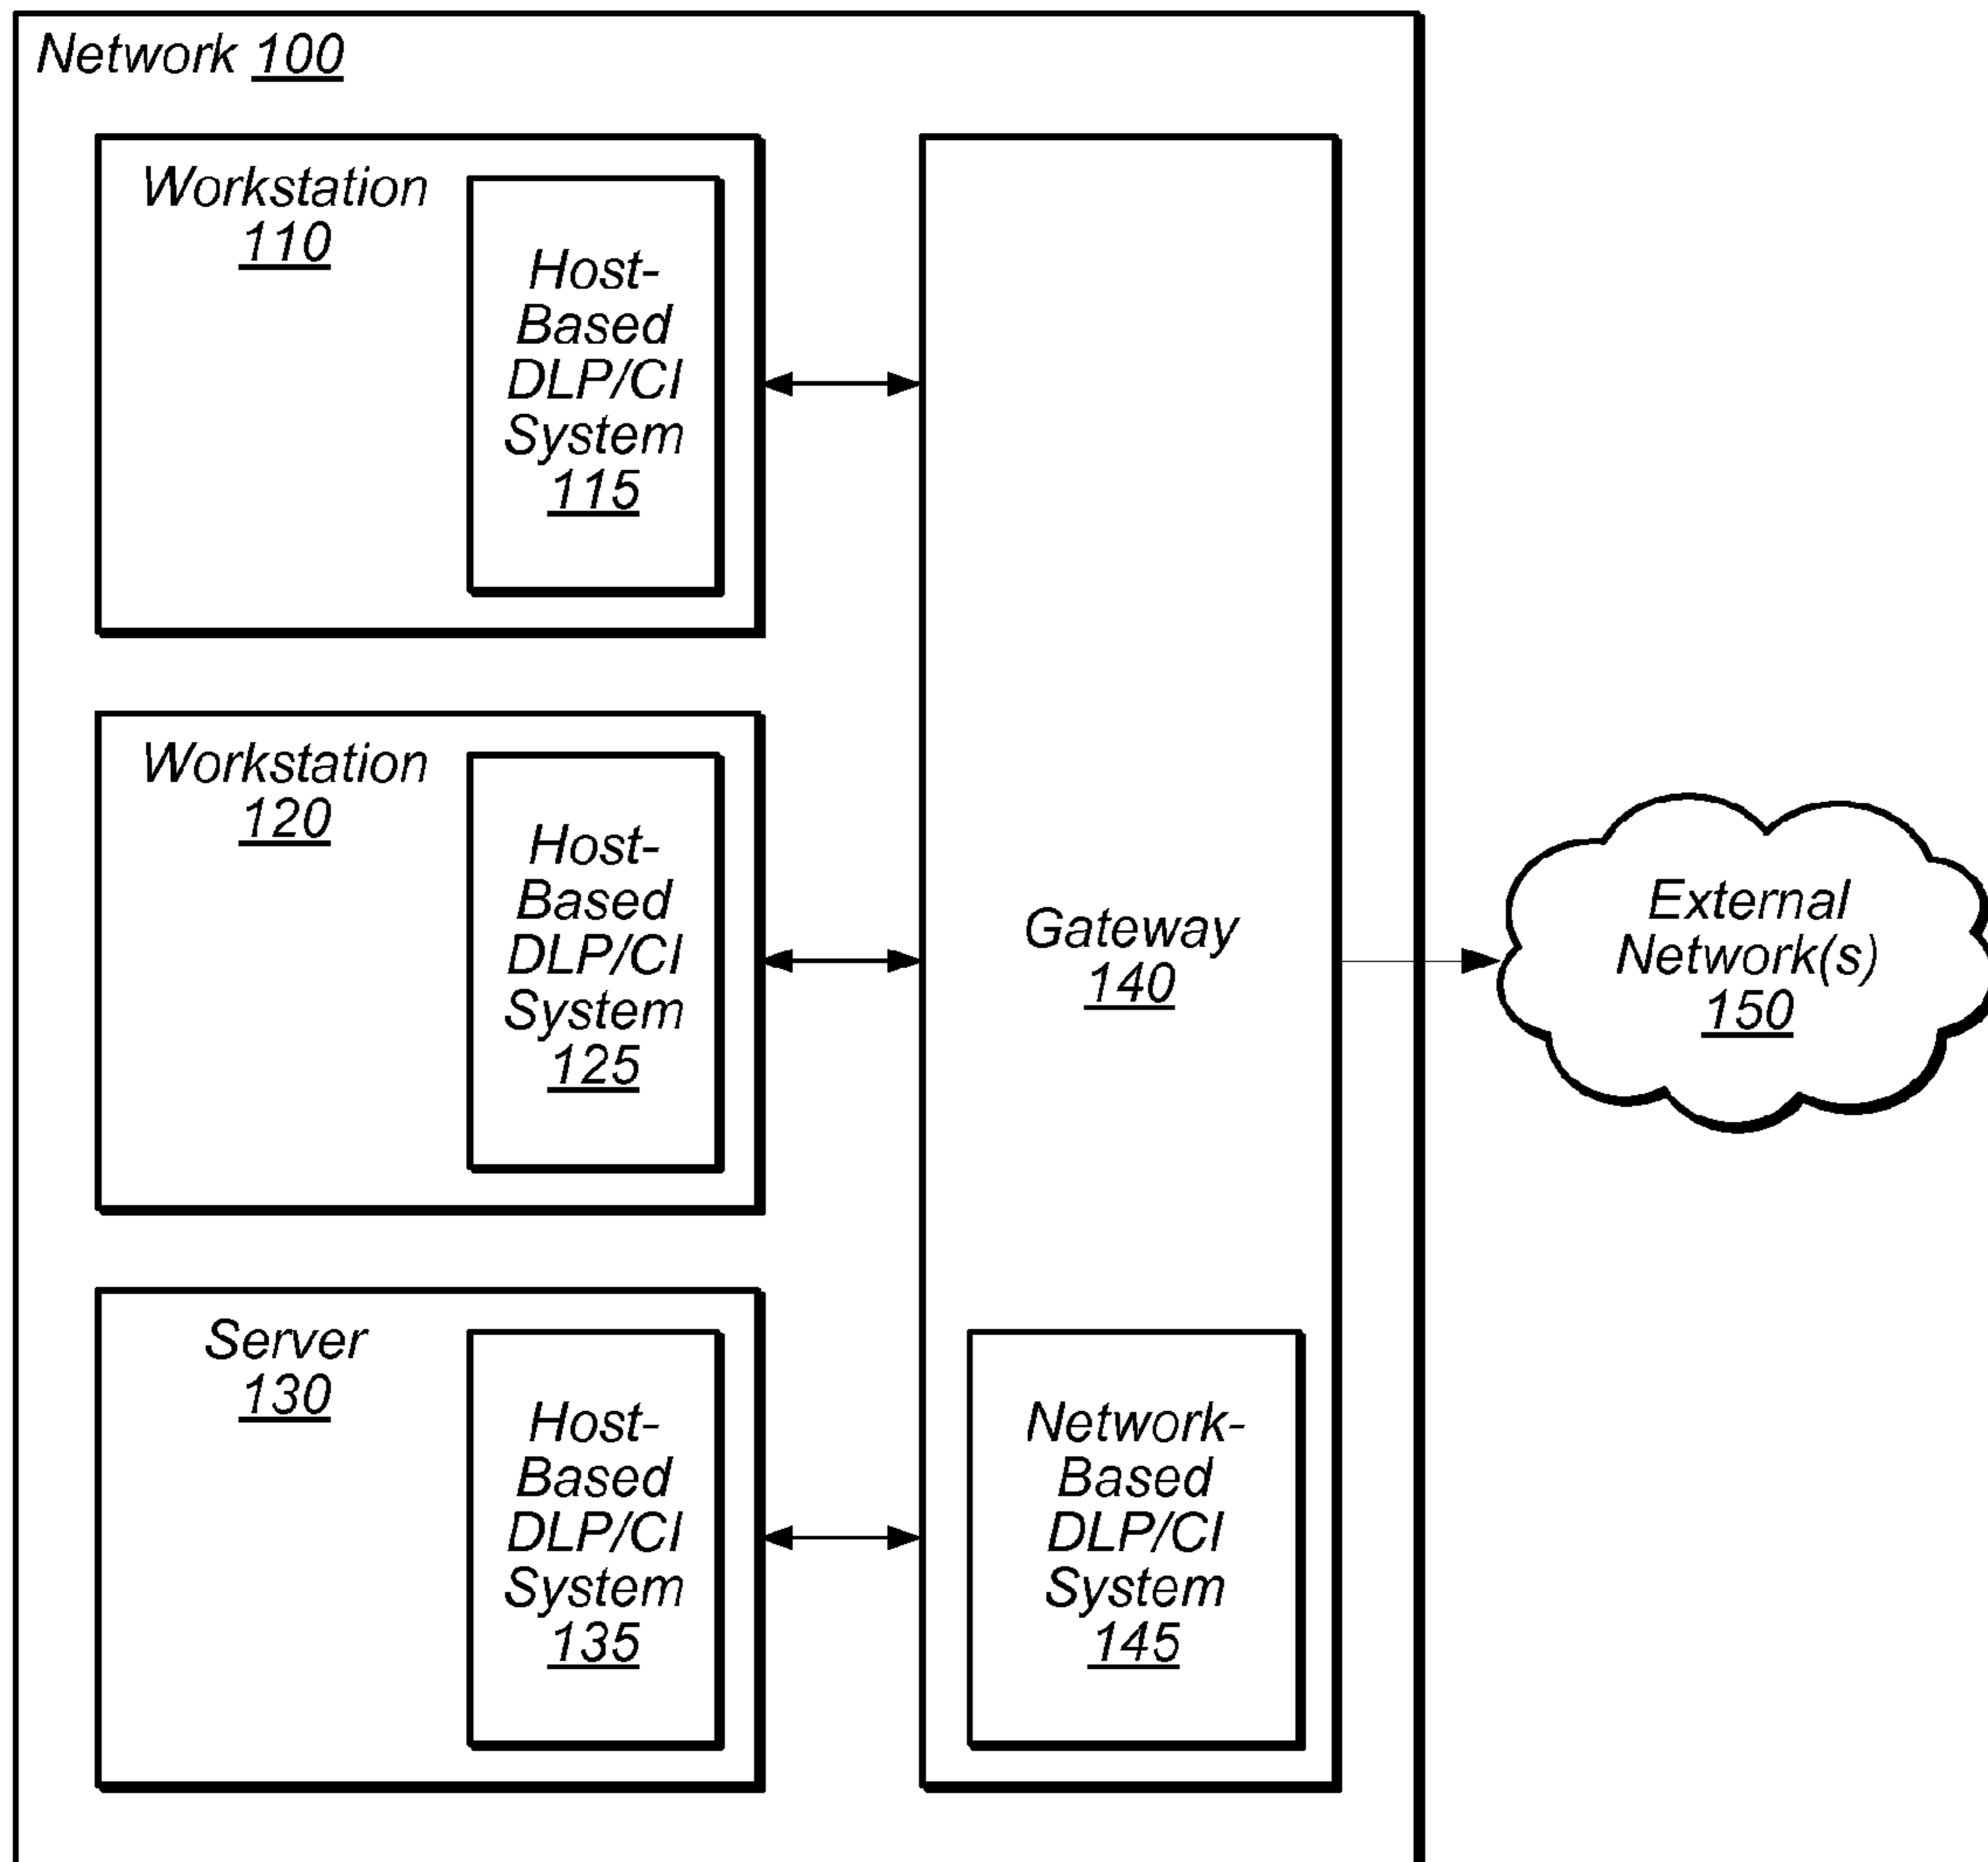 Network 100
Workstation
110
Host-
Based
DLP/CI
System
115
Workstation
120
Host-
Based
DLP/CI
System
125
Server
130
Host-
Based
DLP/CI
System
135
Gateway
140
Network-
Based
DLP/CI
System
145
External
Network(s)
150